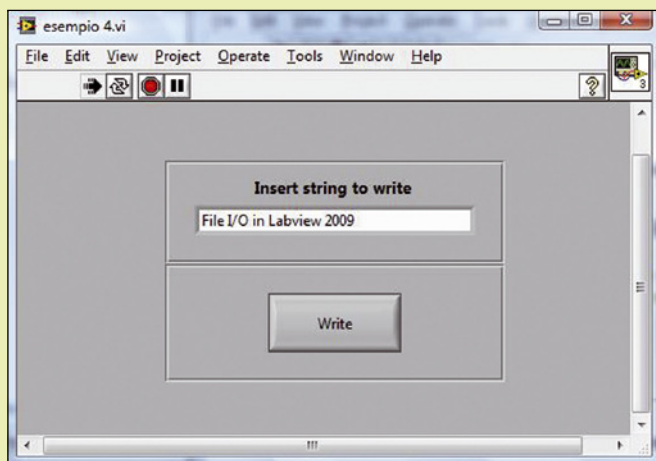 esempio 4.vi
File Edit View Project Operate Tools Window Help
3
Insert string to write
File I/O in Labview 2009
Write